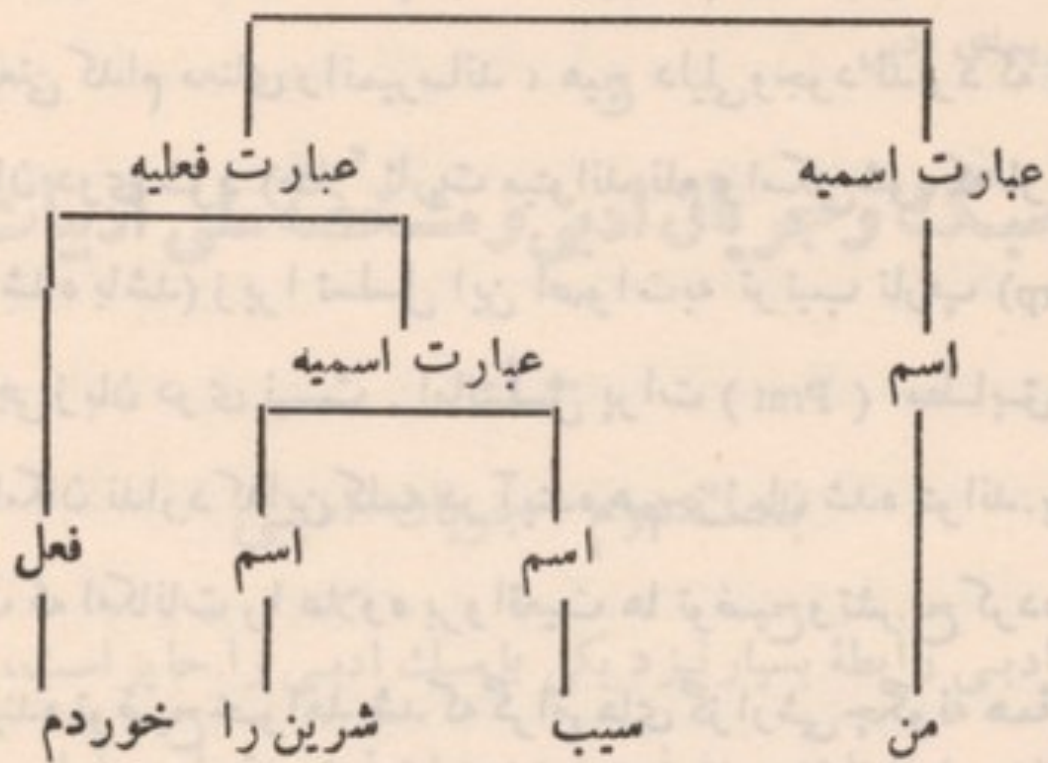 عبارت اسمیه عبارت فعلیه
اسم عبارت اسمیه
اسم اسم فعل
من سیب شرین را خوردم